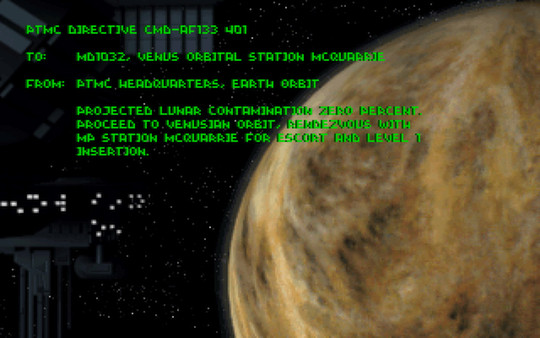 ATMC DIRECTIVE CMD-AF133 401
TO: MD1032, VENUS ORBITAL STATION MCQUARRIE
FROM: ATMC HEADQUARTERS, EARTH ORBIT
PROJECTED LUNAR CONTAMINATION ZERO PERCENT.
PROCEED TO VENUSIAN ORBIT, RENDEZVOUS WITH
MP STATION MCQUARRIE FOR ESCORT AND LEVEL 1
INSERTION.